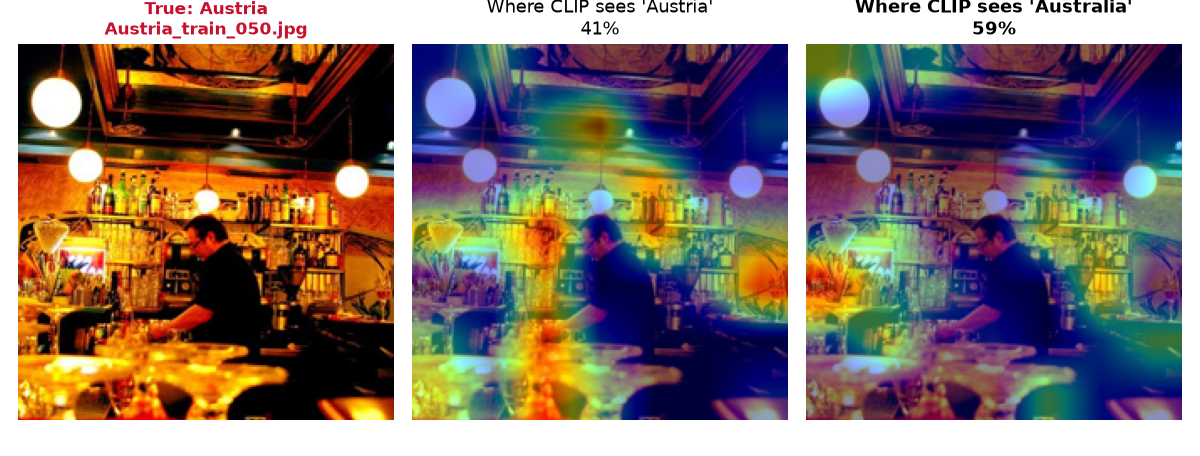 True: Austria
Austria_train_050.jpg
Where CLIP sees 'Austria'
41%
Where CLIP sees 'Australia'
59%